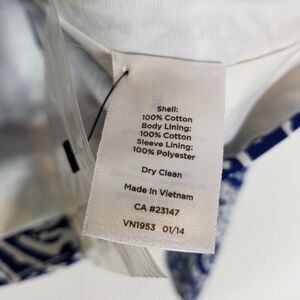 Shell:
100% Cotton
Body Lining:
100% Cotton
Sleeve Lining:
100% Polyester
Dry Clean
Made In Vietnam
CA #23147
VN1953 01/14